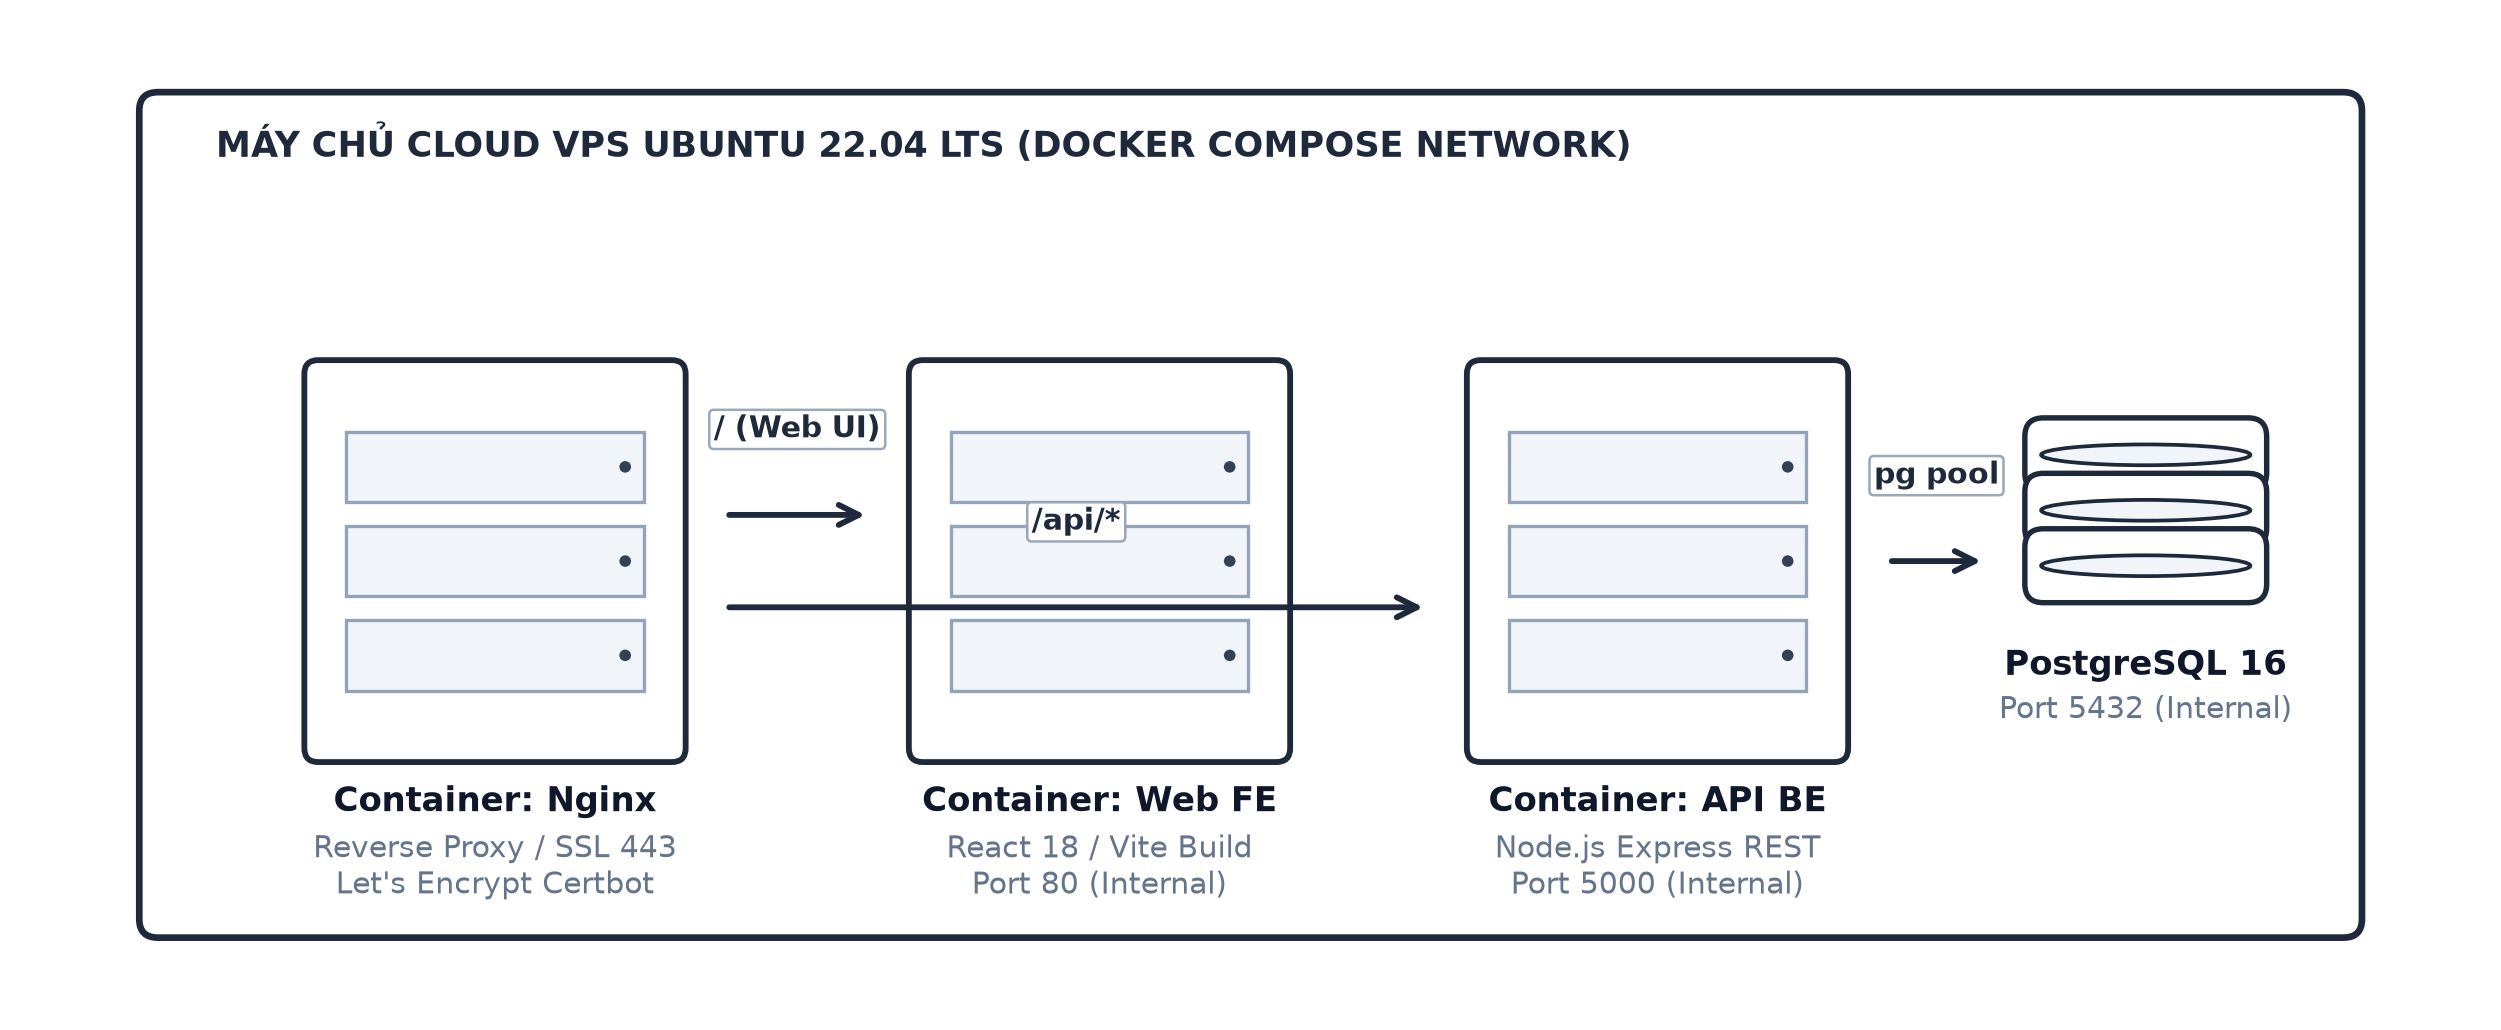 MÁY CHỦ CLOUD VPS UBUNTU 22.04 LTS (DOCKER COMPOSE NETWORK)
/ (Web UI)
/api/*
pg pool
Container: Nginx
Reverse Proxy / SSL 443
Let's Encrypt Certbot
Container: Web FE
React 18 / Vite Build
Port 80 (Internal)
Container: API BE
Node.js Express REST
Port 5000 (Internal)
PostgreSQL 16
Port 5432 (Internal)